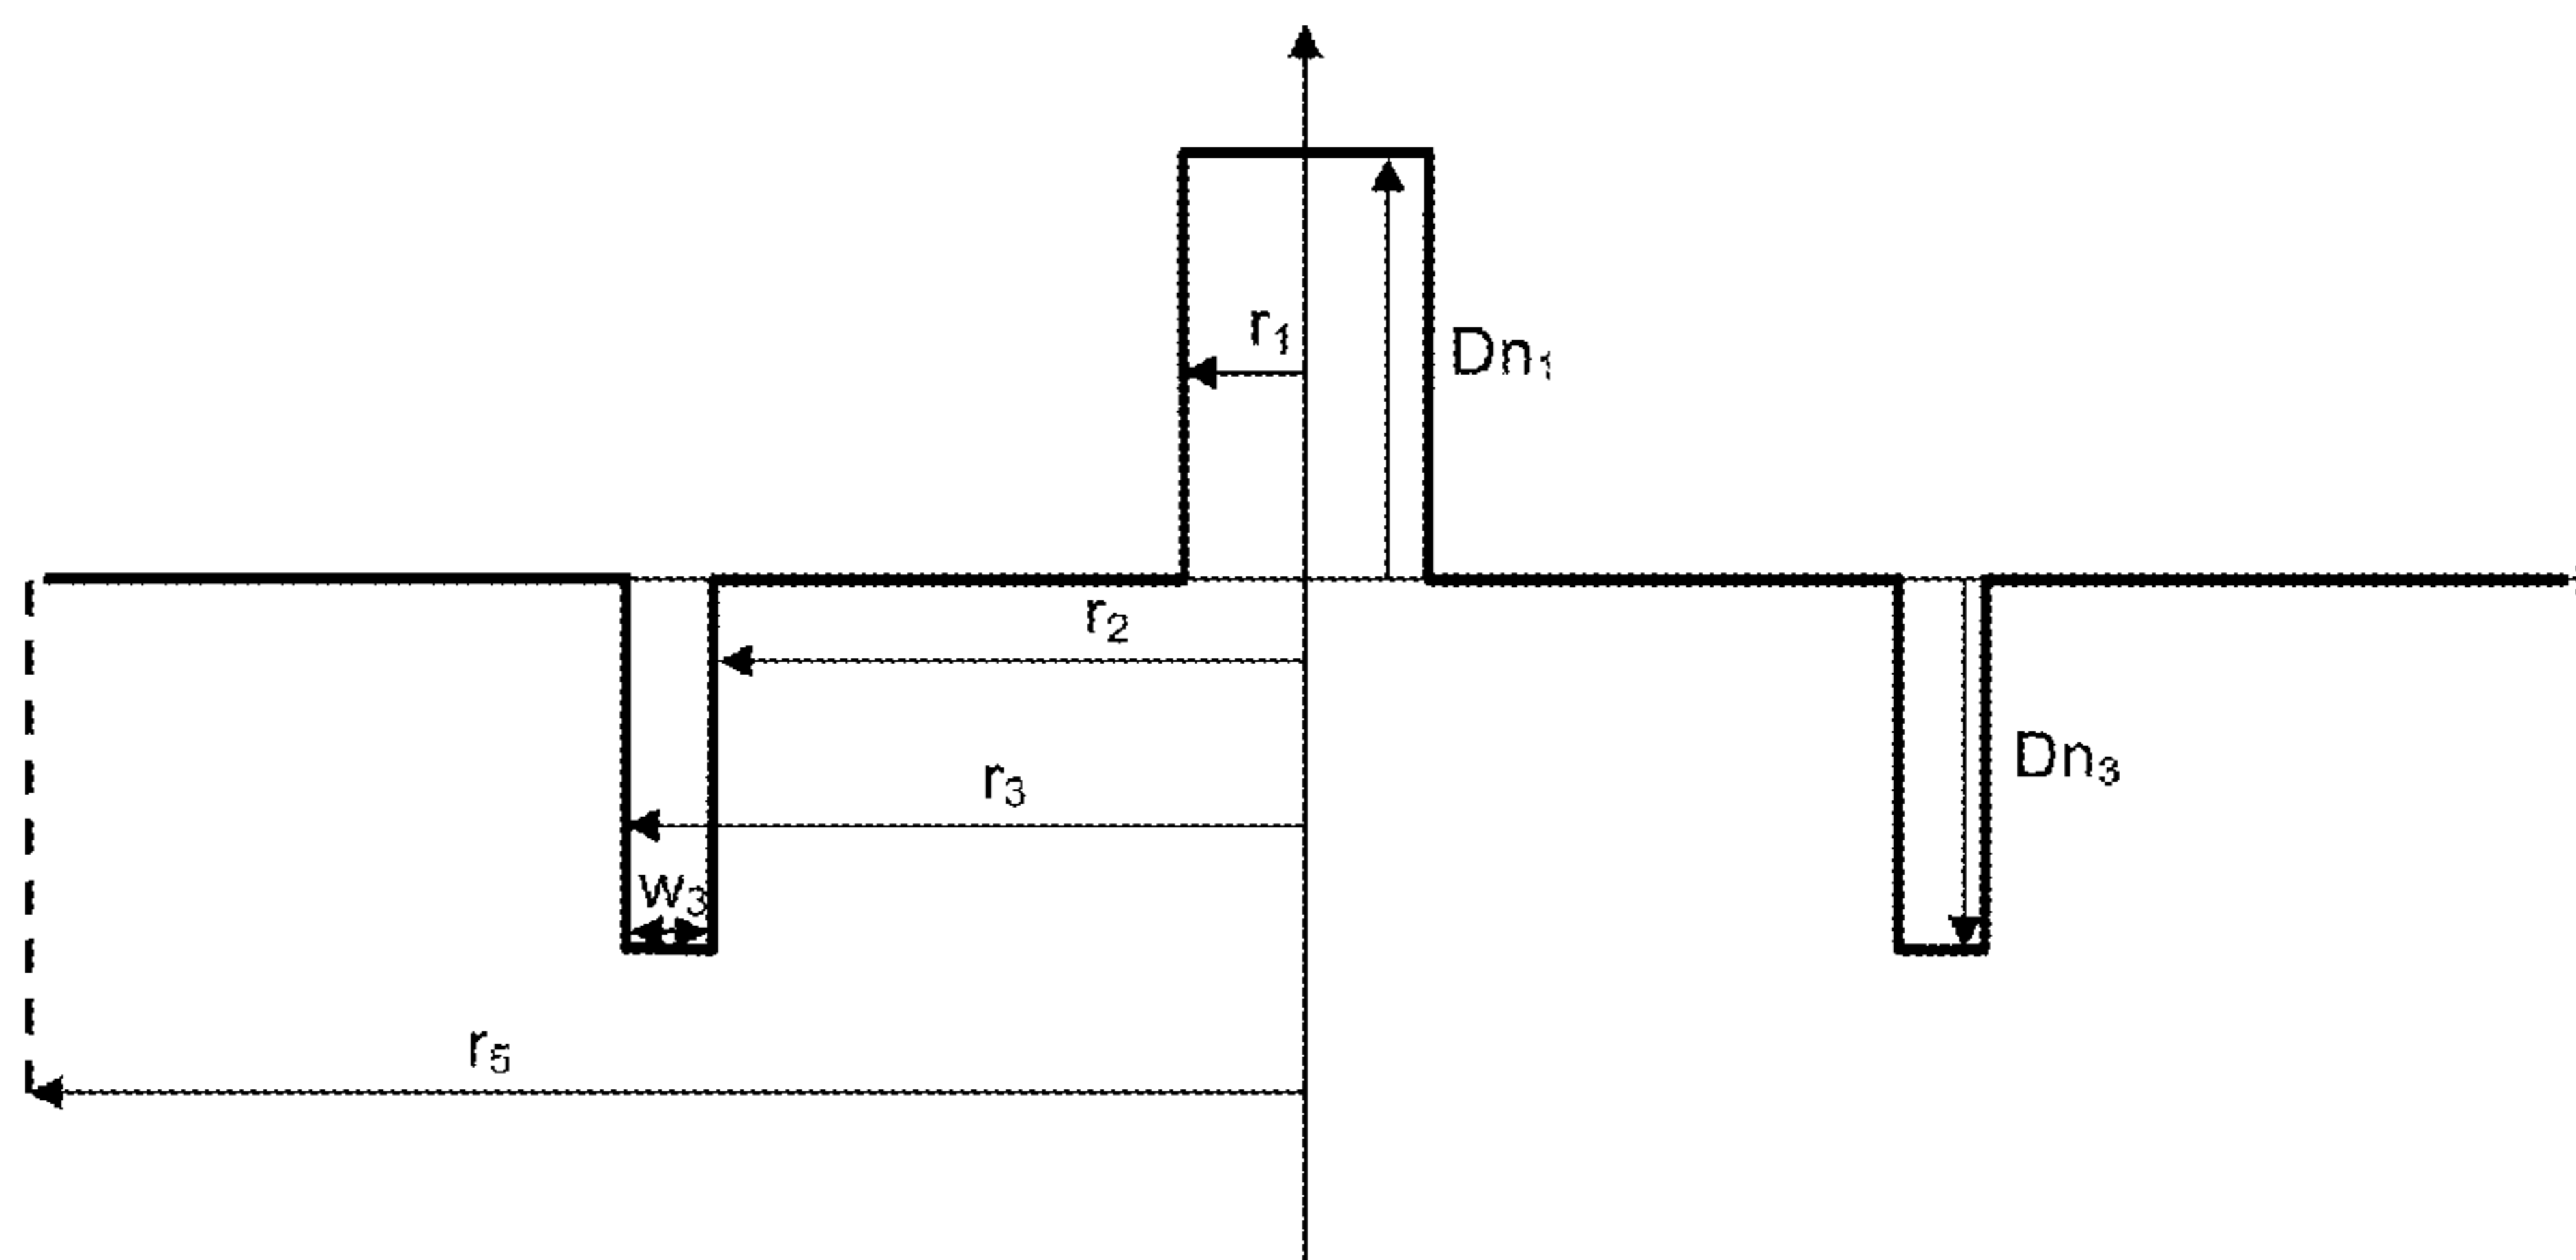 r₁
Dn₁
r₂
Dn₃
r₃
w₃
r₅